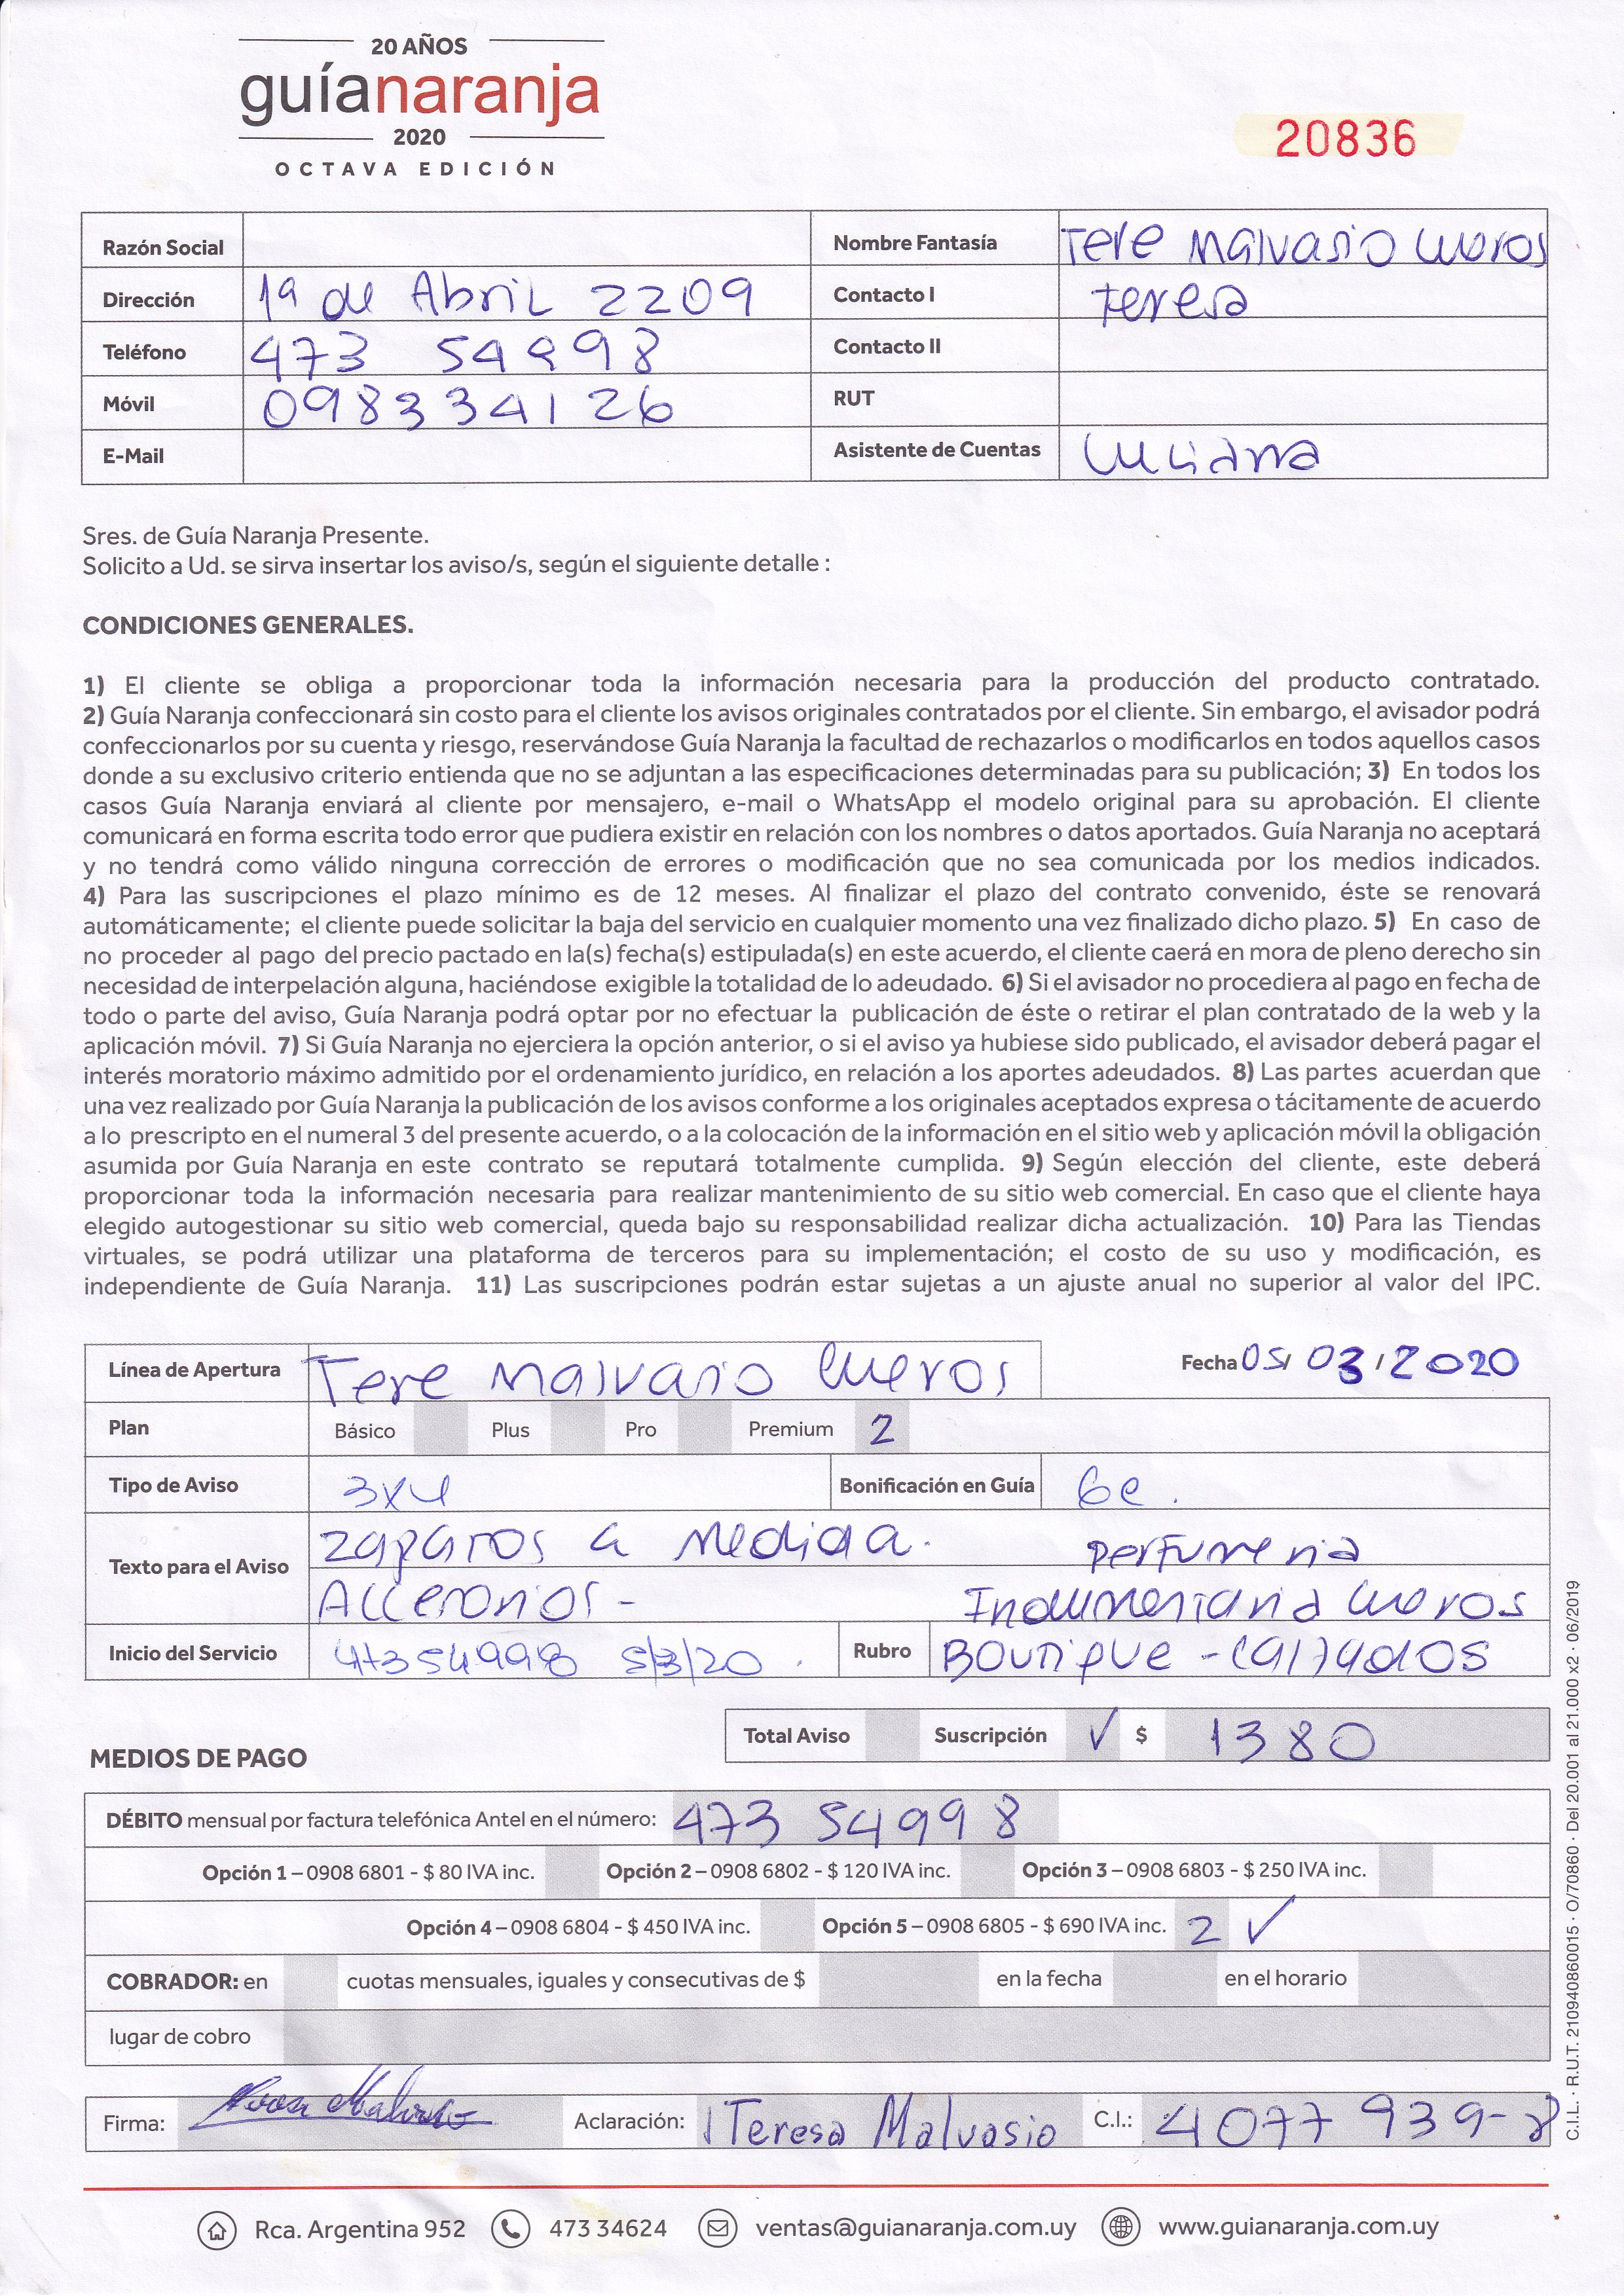 20 AÑOS
guíanaranja
2020
OCTAVA EDICIÓN
20836
Razón Social
Nombre Fantasía Tere Malvasio Cueros
Dirección 1ª de Abril 2209
Contacto I Teresa
Teléfono 473 54998
Contacto II
Móvil 098334126
RUT
E-Mail
Asistente de Cuentas Luciana
Sres. de Guía Naranja Presente.
Solicito a Ud. se sirva insertar los aviso/s, según el siguiente detalle :
CONDICIONES GENERALES.
1) El cliente se obliga a proporcionar toda la información necesaria para la producción del producto contratado.
2) Guía Naranja confeccionará sin costo para el cliente los avisos originales contratados por el cliente. Sin embargo, el avisador podrá
confeccionarlos por su cuenta y riesgo, reservándose Guía Naranja la facultad de rechazarlos o modificarlos en todos aquellos casos
donde a su exclusivo criterio entienda que no se adjuntan a las especificaciones determinadas para su publicación; 3) En todos los
casos Guía Naranja enviará al cliente por mensajero, e-mail o WhatsApp el modelo original para su aprobación. El cliente
comunicará en forma escrita todo error que pudiera existir en relación con los nombres o datos aportados. Guía Naranja no aceptará
y no tendrá como válido ninguna corrección de errores o modificación que no sea comunicada por los medios indicados.
4) Para las suscripciones el plazo mínimo es de 12 meses. Al finalizar el plazo del contrato convenido, éste se renovará
automáticamente; el cliente puede solicitar la baja del servicio en cualquier momento una vez finalizado dicho plazo. 5) En caso de
no proceder al pago del precio pactado en la(s) fecha(s) estipulada(s) en este acuerdo, el cliente caerá en mora de pleno derecho sin
necesidad de interpelación alguna, haciéndose exigible la totalidad de lo adeudado. 6) Si el avisador no procediera al pago en fecha de
todo o parte del aviso, Guía Naranja podrá optar por no efectuar la publicación de éste o retirar el plan contratado de la web y la
aplicación móvil. 7) Si Guía Naranja no ejerciera la opción anterior, o si el aviso ya hubiese sido publicado, el avisador deberá pagar el
interés moratorio máximo admitido por el ordenamiento jurídico, en relación a los aportes adeudados. 8) Las partes acuerdan que
una vez realizado por Guía Naranja la publicación de los avisos conforme a los originales aceptados expresa o tácitamente de acuerdo
a lo prescripto en el numeral 3 del presente acuerdo, o a la colocación de la información en el sitio web y aplicación móvil la obligación
asumida por Guía Naranja en este contrato se reputará totalmente cumplida. 9) Según elección del cliente, este deberá
proporcionar toda la información necesaria para realizar mantenimiento de su sitio web comercial. En caso que el cliente haya
elegido autogestionar su sitio web comercial, queda bajo su responsabilidad realizar dicha actualización. 10) Para las Tiendas
virtuales, se podrá utilizar una plataforma de terceros para su implementación; el costo de su uso y modificación, es
independiente de Guía Naranja. 11) Las suscripciones podrán estar sujetas a un ajuste anual no superior al valor del IPC.
Línea de Apertura Tere Malvasio Cueros
Fecha 05/ 03 / 2020
Plan Básico Plus Pro Premium 2
Tipo de Aviso 3x4 Bonificación en Guía 6e.
Texto para el Aviso
Zapatos a Medida. Perfumeria
Accesorios - Indumentaria Cueros
Inicio del Servicio 47354998 5/3/20 . Rubro Boutique - Calzados
Total Aviso Suscripción ✓ $ 1380
MEDIOS DE PAGO
DÉBITO mensual por factura telefónica Antel en el número: 473 54998
Opción 1 – 0908 6801 - $ 80 IVA inc. Opción 2 – 0908 6802 - $ 120 IVA inc. Opción 3 – 0908 6803 - $ 250 IVA inc.
Opción 4 – 0908 6804 - $ 450 IVA inc. Opción 5 – 0908 6805 - $ 690 IVA inc. 2 ✓
COBRADOR: en cuotas mensuales, iguales y consecutivas de $ en la fecha en el horario
lugar de cobro
Firma: Aclaración: Teresa Malvasio C.I.: 4077 939-8
C.I.L. · R.U.T. 210940860015 · O/70860 · Del 20.001 al 21.000 x2 · 06/2019
Rca. Argentina 952 473 34624 ventas@guianaranja.com.uy www.guianaranja.com.uy